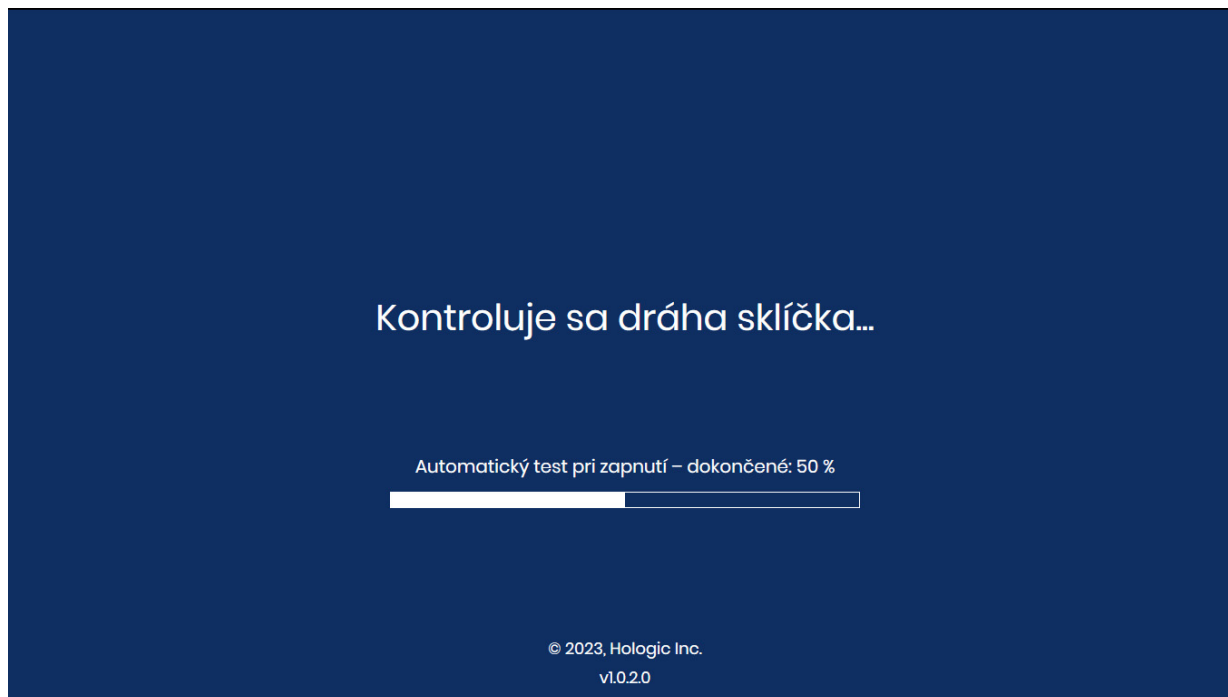 Kontroluje sa dráha sklíčka...
Automatický test pri zapnutí – dokončené: 50 %
© 2023, Hologic Inc.
v1.0.2.0